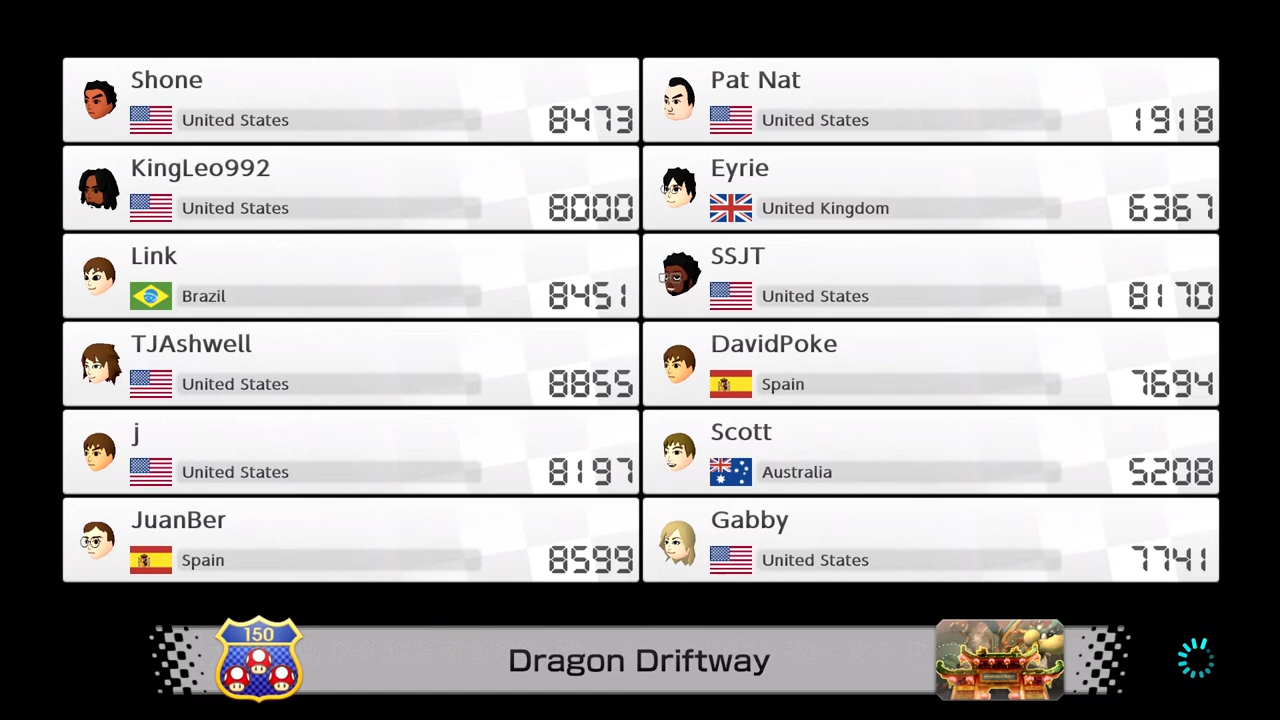 Shone
United States 8473
KingLeo992
United States 8000
Link
Brazil 8451
TJAshwell
United States 8855
j
United States 8197
JuanBer
Spain 8599
Pat Nat
United States 1918
Eyrie
United Kingdom 6367
SSJT
United States 8170
DavidPoke
Spain 7694
Scott
Australia 5208
Gabby
United States 7741
150
Dragon Driftway